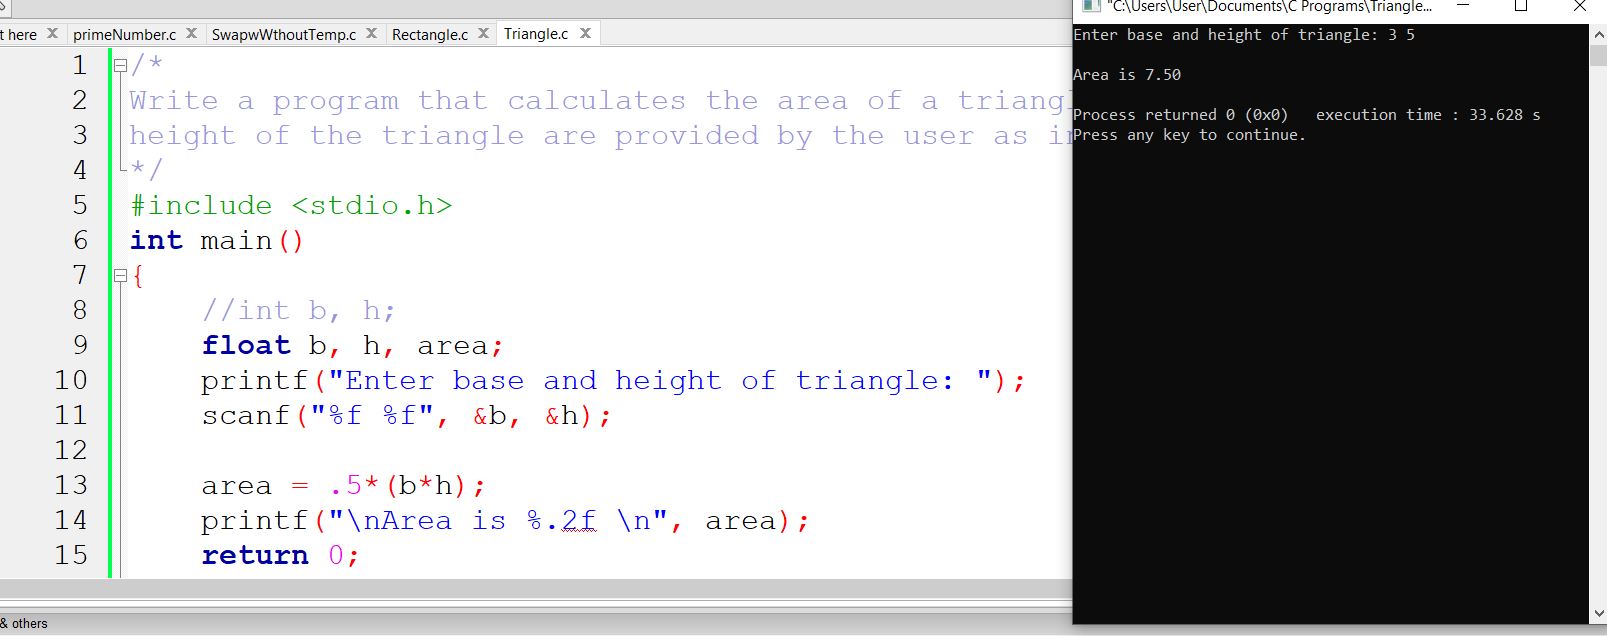 t here primeNumber.c SwapwWthoutTemp.c Rectangle.c Triangle.c
1 /*
2 Write a program that calculates the area of a triang
3 height of the triangle are provided by the user as i
4 */
5 #include <stdio.h>
6 int main()
7 {
8 //int b, h;
9 float b, h, area;
10 printf("Enter base and height of triangle: ");
11 scanf("%f %f", &b, &h);
12
13 area = .5*(b*h);
14 printf("\nArea is %.2f \n", area);
15 return 0;
& others
"C:\Users\User\Documents\C Programs\Triangle...
Enter base and height of triangle: 3 5
Area is 7.50
Process returned 0 (0x0)   execution time : 33.628 s
Press any key to continue.